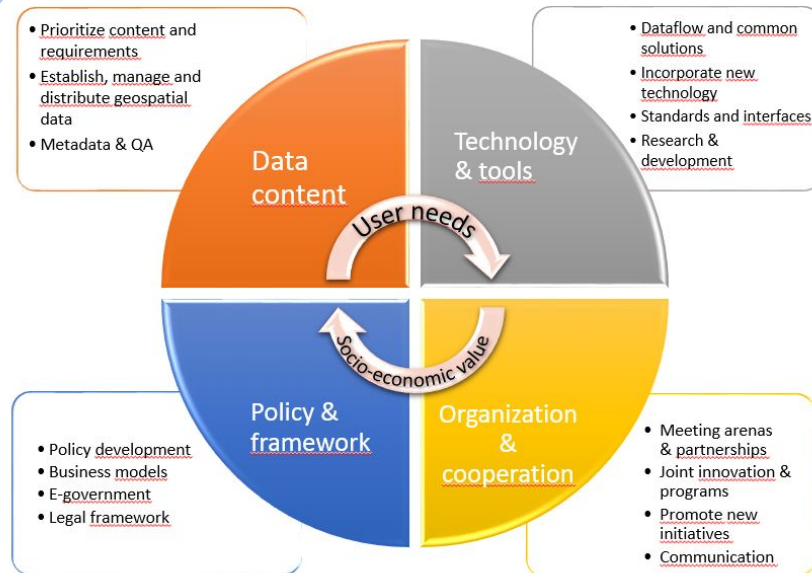 • Prioritize content and
requirements
• Establish, manage and
distribute geospatial
data
• Metadata & QA
• Dataflow and common
solutions
• Incorporate new
technology
• Standards and interfaces
• Research &
development
Data
content
Technology
& tools
User needs
Socio-economic value
Policy &
framework
Organization
&
cooperation
• Policy development
• Business models
• E-government
• Legal framework
• Meeting arenas
& partnerships
• Joint innovation &
programs
• Promote new
initiatives
• Communication